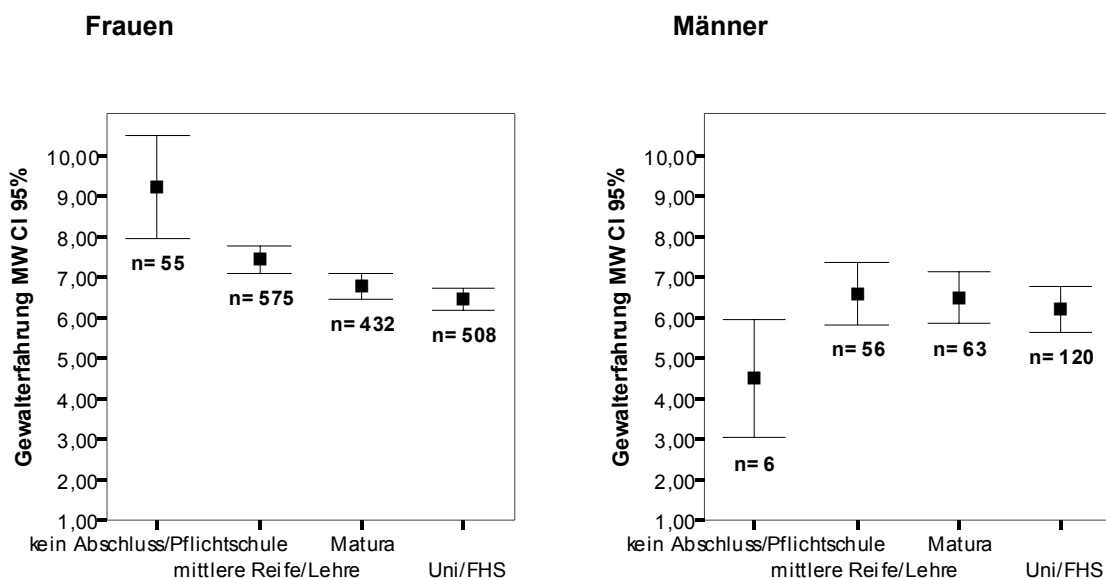 Frauen
Gewalterfahrung MW CI 95%
10,00
9,00
8,00
7,00
6,00
5,00
4,00
3,00
2,00
1,00
n= 55
n= 575
n= 432
n= 508
kein Abschluss/Pflichtschule
Matura
mittlere Reife/Lehre
Uni/FHS
Männer
Gewalterfahrung MW CI 95%
10,00
9,00
8,00
7,00
6,00
5,00
4,00
3,00
2,00
1,00
n= 6
n= 56
n= 63
n= 120
kein Abschluss/Pflichtschule
Matura
mittlere Reife/Lehre
Uni/FHS